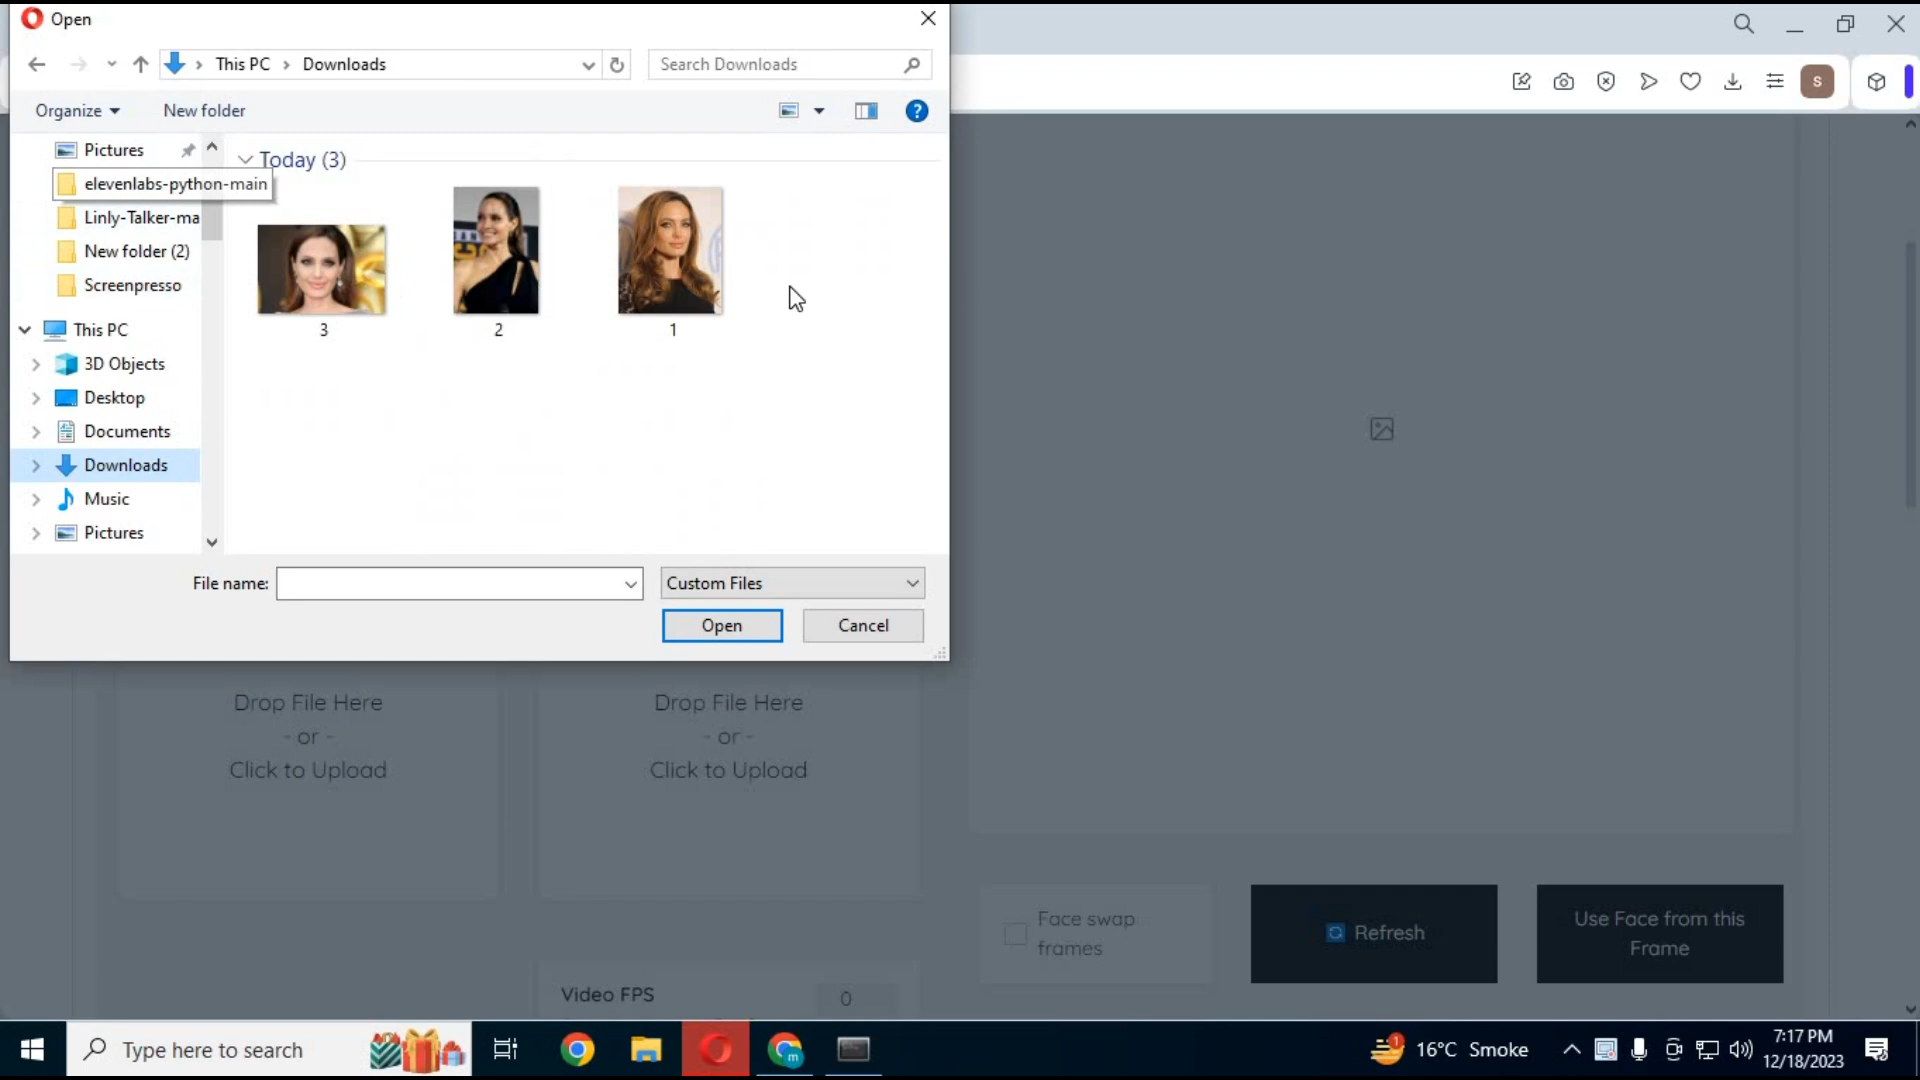 Open
This PC > Downloads
Search Downloads
Organize
New folder
Pictures
elevenlabs-python-main
Linly-Talker-ma
New folder (2)
Screenpresso
This PC
3D Objects
Desktop
Documents
Downloads
Music
Pictures
Today (3)
3
2
1
File name:
Custom Files
Open
Cancel
S
Drop File Here
- or -
Click to Upload
Drop File Here
- or -
Click to Upload
Face swap
frames
Refresh
Use Face from this
Frame
Video FPS
0
Type here to search
m
1
16°C Smoke
7:17 PM
12/18/2023